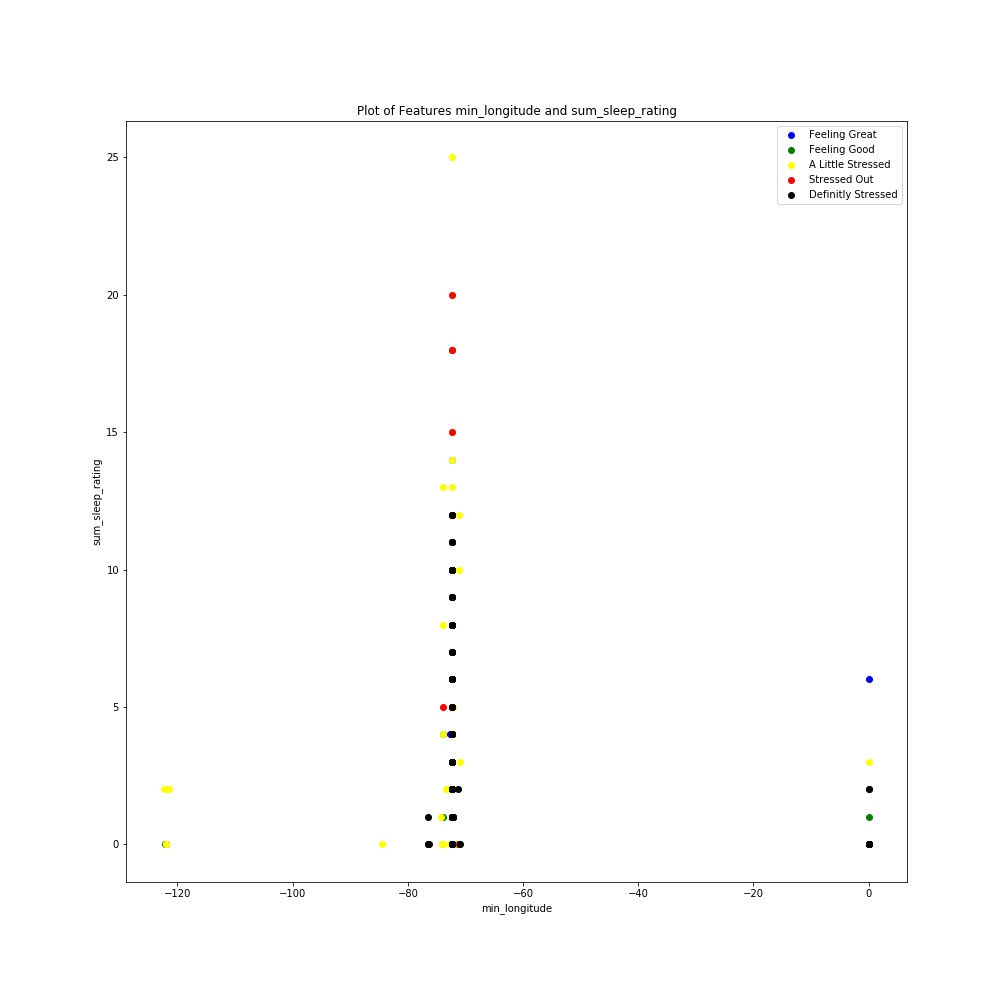 Plot of Features min_longitude and sum_sleep_rating
Feeling Great
Feeling Good
A Little Stressed
Stressed Out
Definitly Stressed
25
20
15
10
5
0
sum_sleep_rating
−120
−100
−80
−60
−40
−20
0
min_longitude